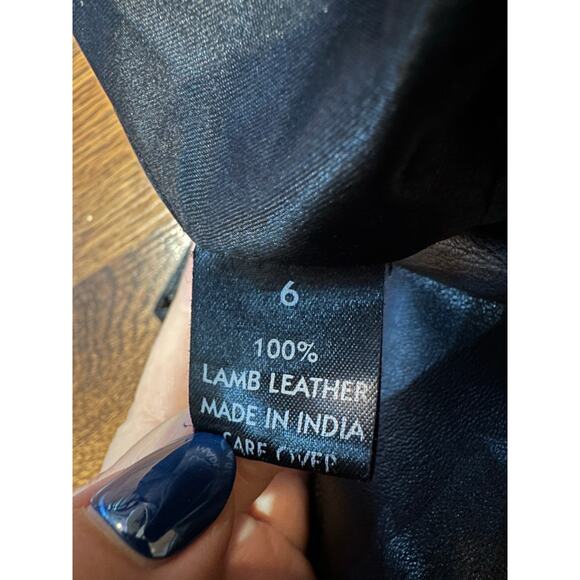 6
100%
LAMB LEATHER
MADE IN INDIA
CARE OVER